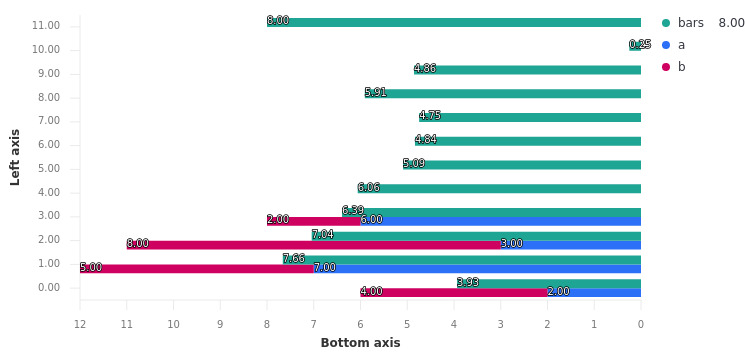 11.00 8.00 bars 8.00
10.00 0.25 a
9.00 4.86 b
8.00 5.91
7.00 4.75
6.00 4.84
5.00 5.09
4.00 6.06
3.00 6.39
2.00 6.00
2.00 7.04
8.00 3.00
1.00 7.66
5.00 7.00
0.00 3.93
4.00 2.00
12 11 10 9 8 7 6 5 4 3 2 1 0
Left axis
Bottom axis